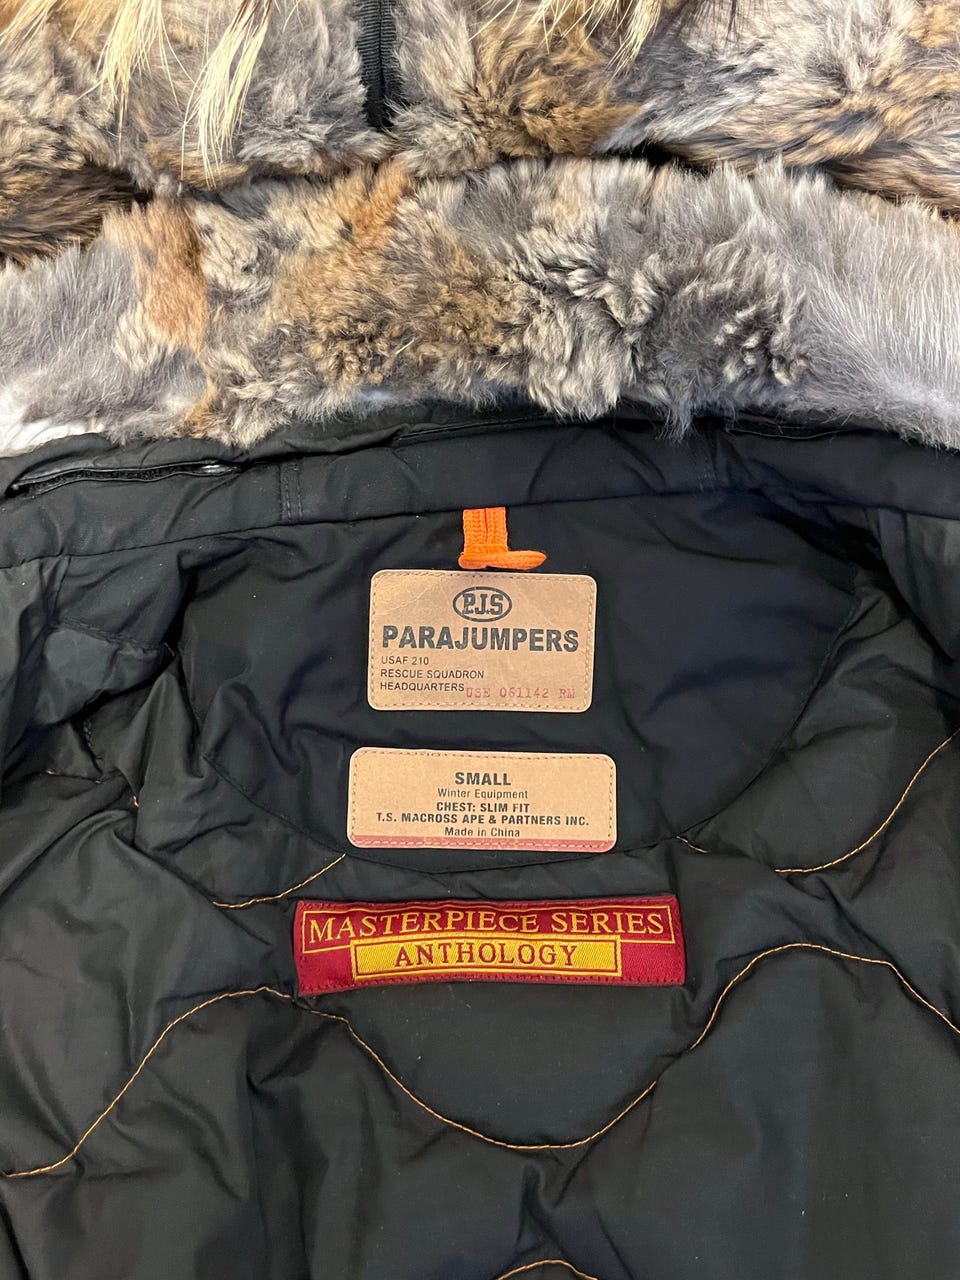 P.J.S
PARAJUMPERS
USAF 210
RESCUE SQUADRON
HEADQUARTERS USE 061142 RM
SMALL
Winter Equipment
CHEST: SLIM FIT
T.S. MACROSS APE & PARTNERS INC.
Made in China
MASTERPIECE SERIES
ANTHOLOGY